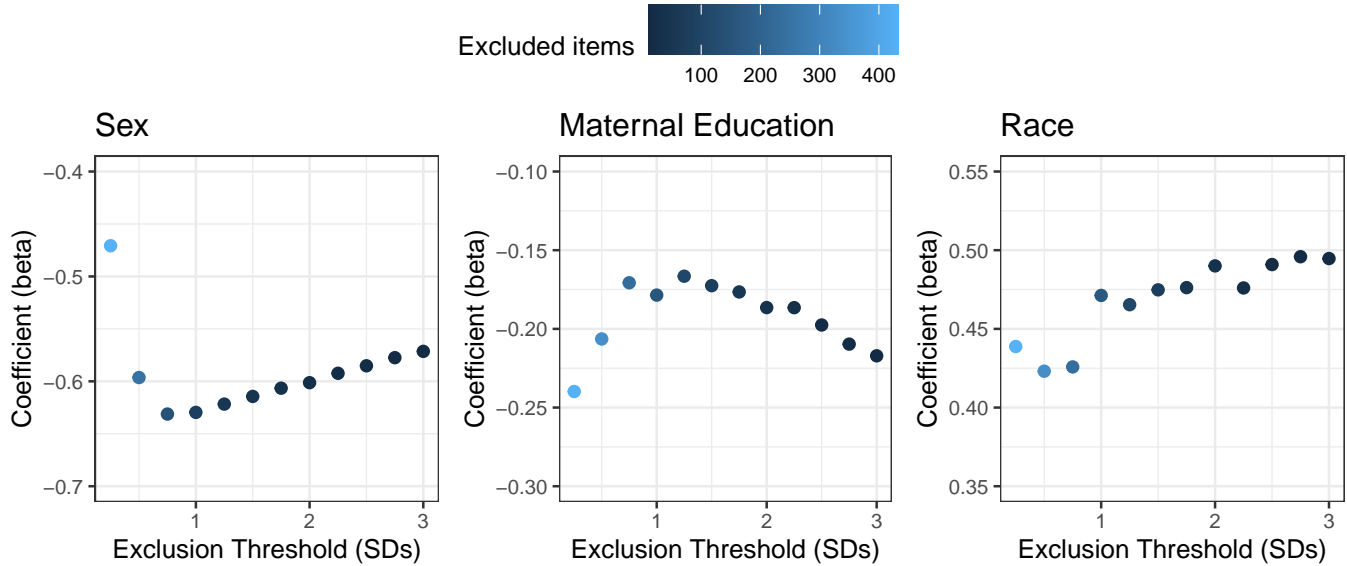 Excluded items
100 200 300 400
Sex
Maternal Education
Race
Coefficient (beta)
−0.4
−0.5
−0.6
−0.7
1 2 3
Exclusion Threshold (SDs)
Coefficient (beta)
−0.10
−0.15
−0.20
−0.25
−0.30
1 2 3
Exclusion Threshold (SDs)
Coefficient (beta)
0.55
0.50
0.45
0.40
0.35
1 2 3
Exclusion Threshold (SDs)